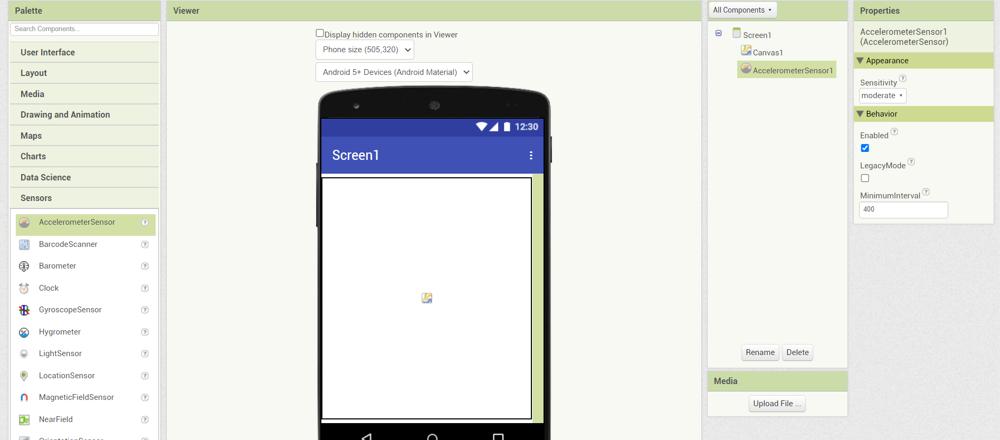 Palette
Search Components...
User Interface
Layout
Media
Drawing and Animation
Maps
Charts
Data Science
Sensors
AccelerometerSensor
BarcodeScanner
Barometer
Clock
GyroscopeSensor
Hygrometer
LightSensor
LocationSensor
MagneticFieldSensor
NearField
Viewer
Display hidden components in Viewer
Phone size (505,320)
Android 5+ Devices (Android Material)
12:30
Screen1
All Components
Screen1
Canvas1
AccelerometerSensor1
Rename Delete
Media
Upload File ...
Properties
AccelerometerSensor1
(AccelerometerSensor)
Appearance
Sensitivity ?
moderate
Behavior
Enabled ?
LegacyMode ?
MinimumInterval ?
400